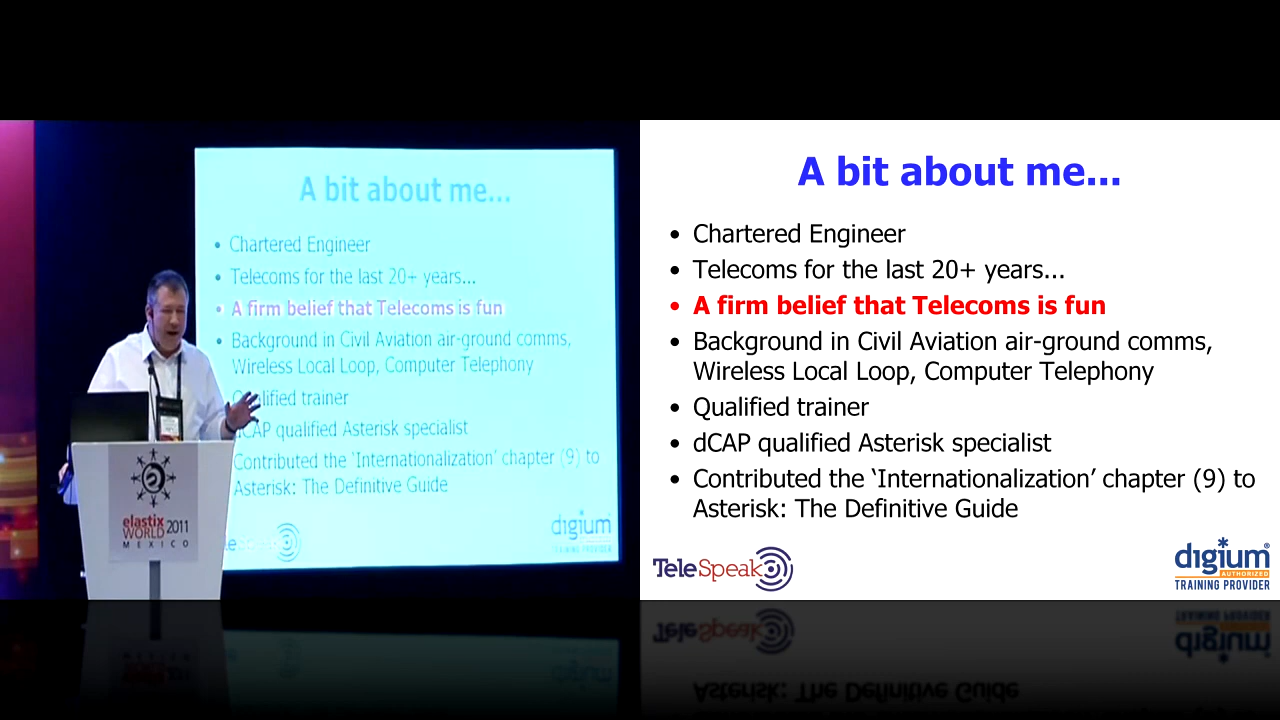 A bit about me...
• Chartered Engineer
• Telecoms for the last 20+ years...
• A firm belief that Telecoms is fun
• Background in Civil Aviation air-ground comms,
Wireless Local Loop, Computer Telephony
lified trainer
dCAP qualified Asterisk specialist
Contributed the ‘Internationalization’ chapter (9) to
Asterisk: The Definitive Guide
digium
TRAINING PROVIDER
elastix
WORLD 2011
MEXICO
A bit about me...
• Chartered Engineer
• Telecoms for the last 20+ years...
• A firm belief that Telecoms is fun
• Background in Civil Aviation air-ground comms,
Wireless Local Loop, Computer Telephony
• Qualified trainer
• dCAP qualified Asterisk specialist
• Contributed the ‘Internationalization’ chapter (9) to
Asterisk: The Definitive Guide
TeleSpeak
digium®
AUTHORIZED
TRAINING PROVIDER